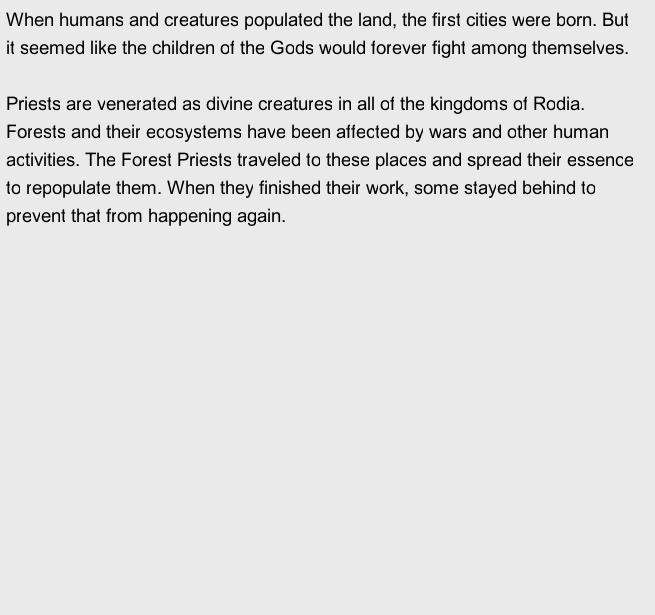 When humans and creatures populated the land, the first cities were born. But
it seemed like the children of the Gods would forever fight among themselves.
Priests are venerated as divine creatures in all of the kingdoms of Rodia.
Forests and their ecosystems have been affected by wars and other human
activities. The Forest Priests traveled to these places and spread their essence
to repopulate them. When they finished their work, some stayed behind to
prevent that from happening again.